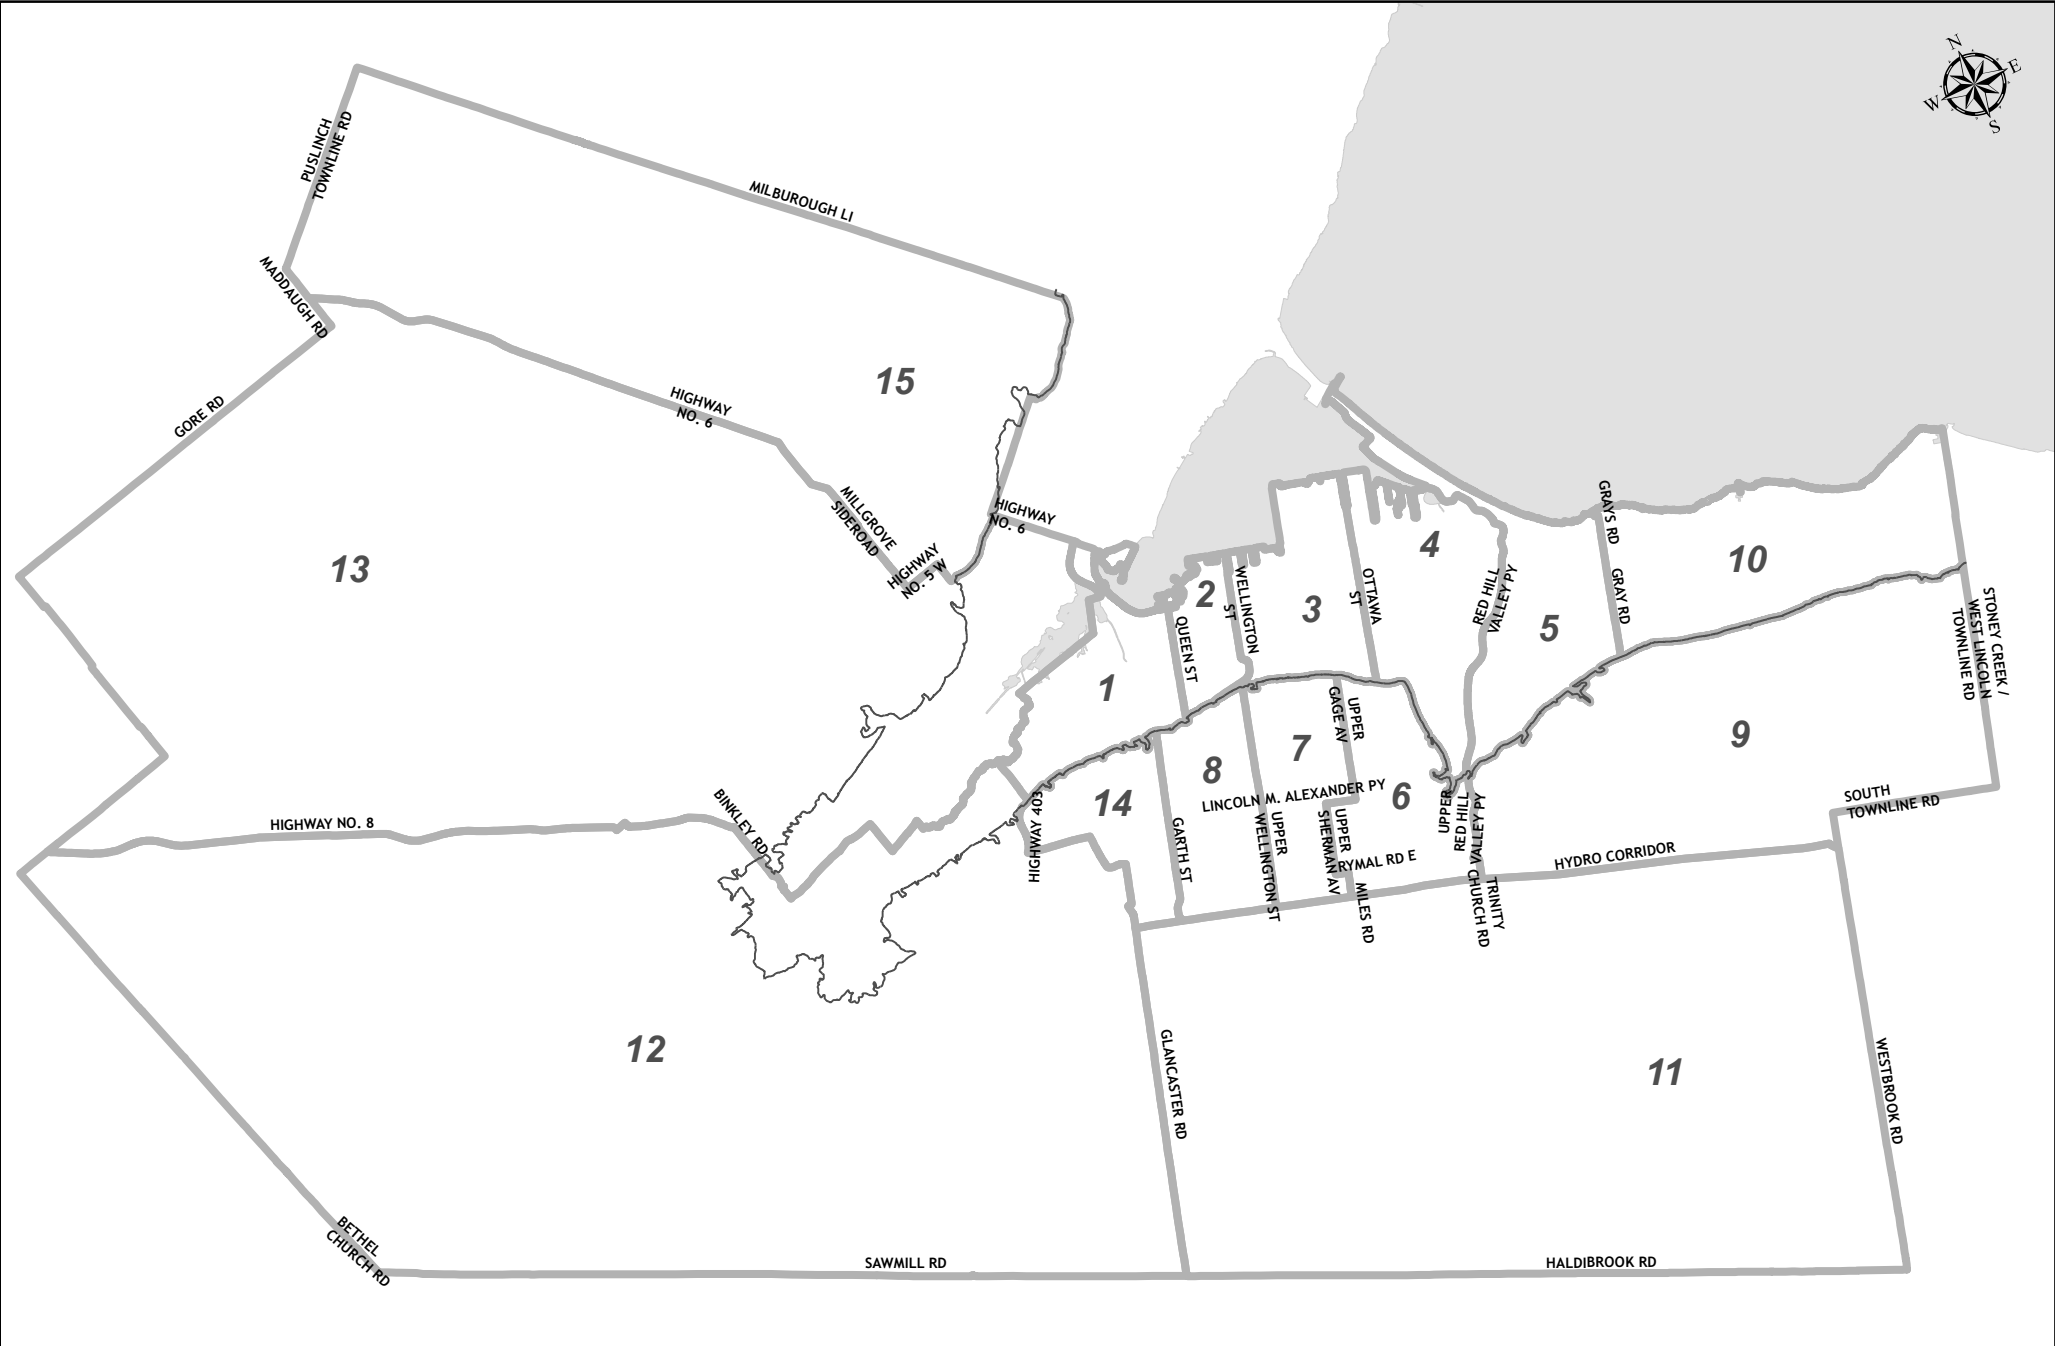 N
E
W
S
PUSLINCH
TOWNLINE RD
MILBUROUGH LI
MADDAUGH RD
15
GORE RD
HIGHWAY
NO. 6
MILLGROVE
SIDEROAD
HIGHWAY
NO. 6
HIGHWAY
NO. 5 W
13
GRAYS RD
4
10
2
WELLINGTON
ST
3
OTTAWA
ST
RED HILL
VALLEY PY
5
GRAY RD
QUEEN ST
1
STONEY CREEK /
WEST LINCOLN
TOWNLINE RD
UPPER
GAGE AV
9
7
8
14
LINCOLN M. ALEXANDER PY
6
SOUTH
TOWNLINE RD
HIGHWAY NO. 8
BINKLEY RD
HIGHWAY 403
GARTH ST
UPPER
WELLINGTON ST
UPPER
SHERMAN AV
RYMAL RD E
UPPER
RED HILL
VALLEY PY
HYDRO CORRIDOR
MILES RD
TRINITY
CHURCH RD
12
GLANCASTER RD
11
WESTBROOK RD
BETHEL
CHURCH RD
SAWMILL RD
HALDIBROOK RD